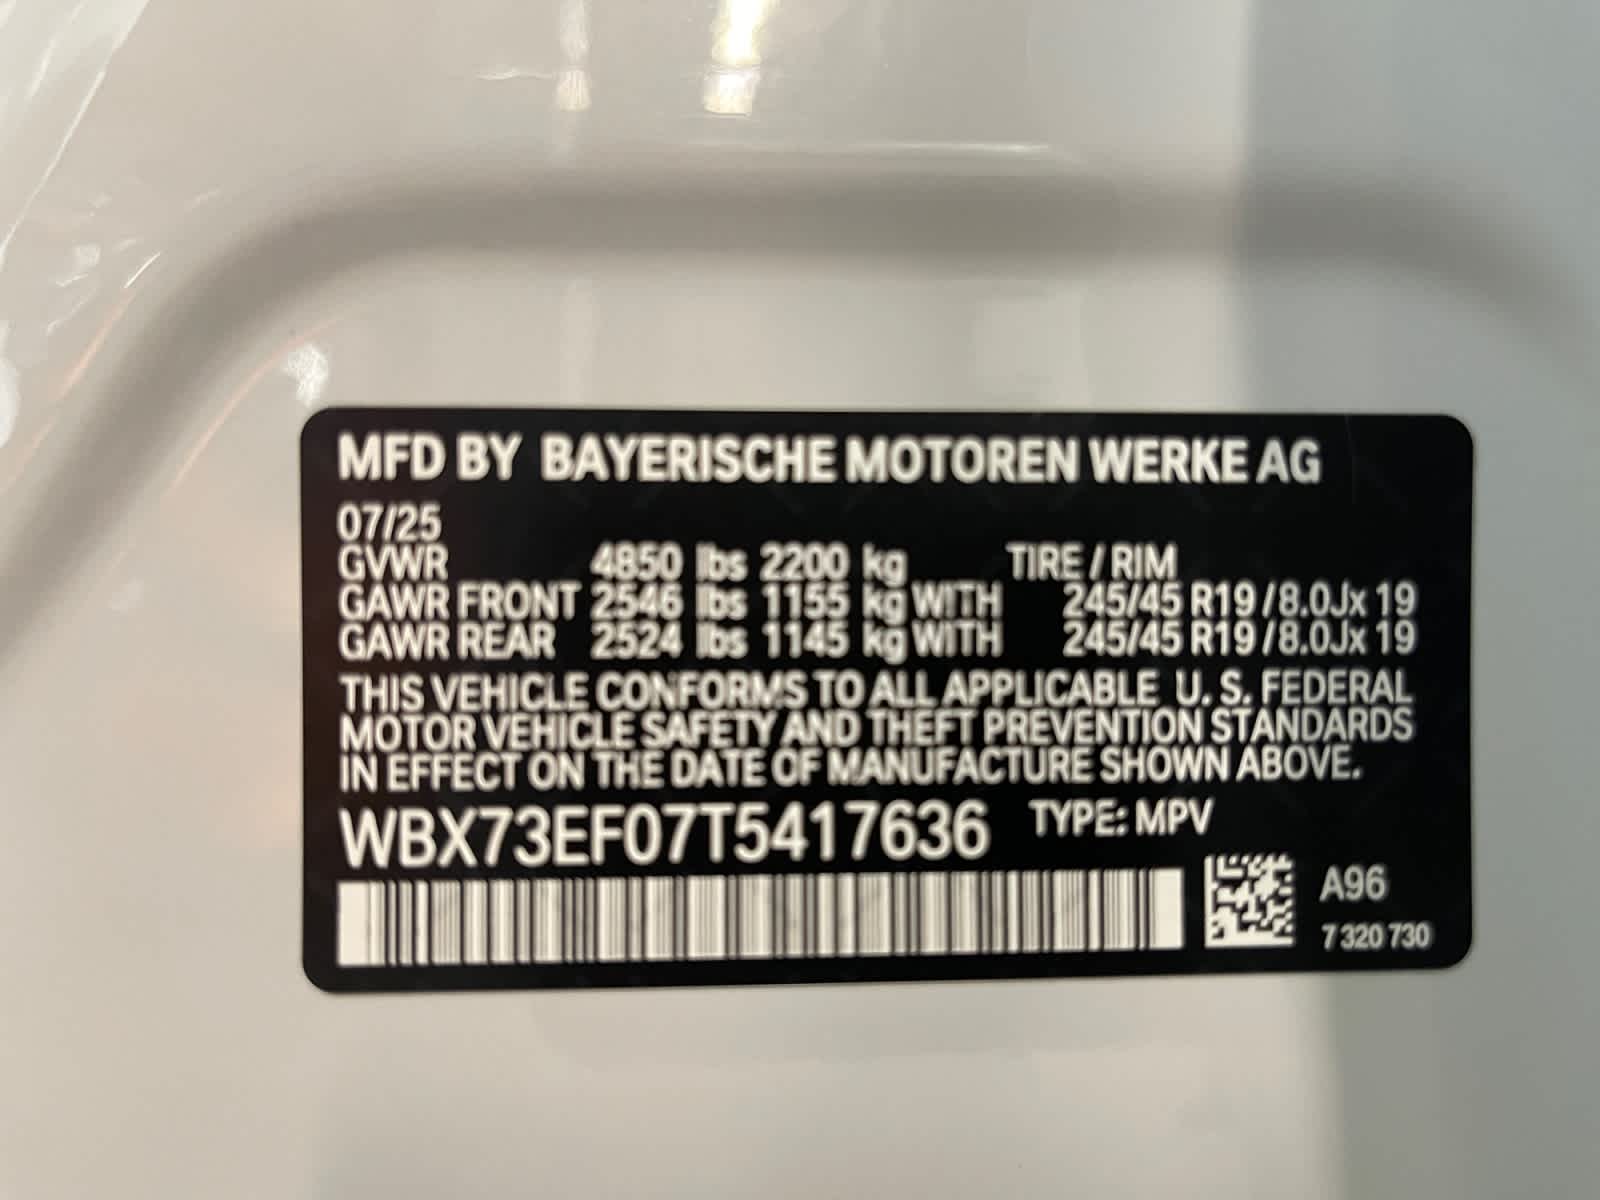 MFD BY BAYERISCHE MOTOREN WERKE AG
07/25
GVWR 4850 lbs 2200 kg TIRE / RIM
GAWR FRONT 2546 lbs 1155 kg WITH 245/45 R19 / 8.0Jx 19
GAWR REAR 2524 lbs 1145 kg WITH 245/45 R19 / 8.0Jx 19
THIS VEHICLE CONFORMS TO ALL APPLICABLE U. S. FEDERAL
MOTOR VEHICLE SAFETY AND THEFT PREVENTION STANDARDS
IN EFFECT ON THE DATE OF MANUFACTURE SHOWN ABOVE.
WBX73EF07T5417636 TYPE: MPV
A96
7 320 730